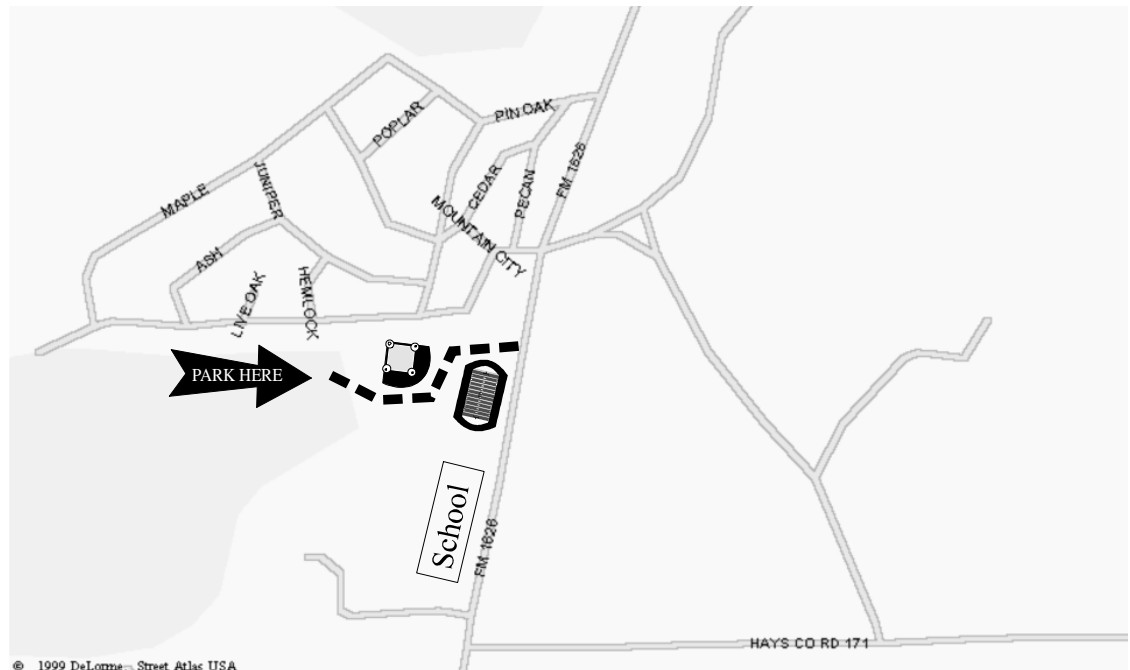 PIN OAK
POPLAR
FM 1626
JUNIPER
CEDAR
PECAN
MAPLE
MOUNTAIN CITY
ASH
HEMLOCK
LIVE OAK
PARK HERE
School
FM 1626
HAYS CO RD 171
© 1999 DeLorme. Street Atlas USA